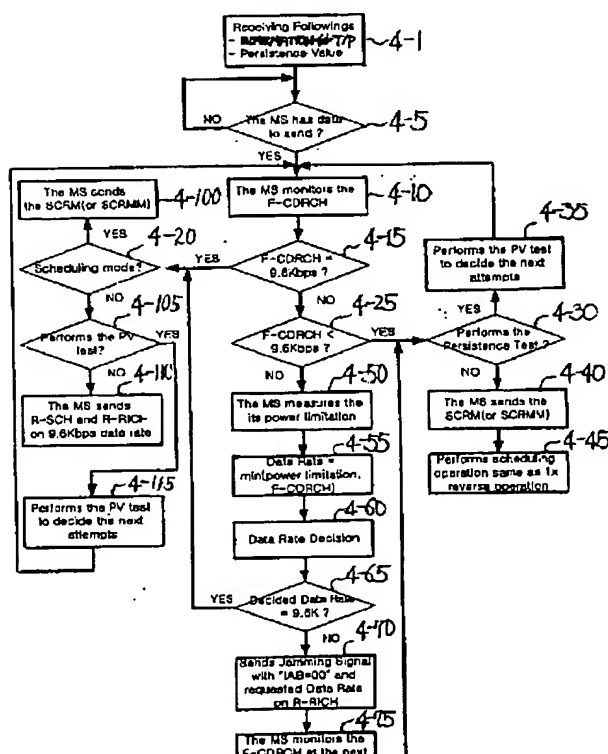 Receiving Followings
- T/P
- Persistence Value
4-1
The MS has data
to send ?
4-5
NO
YES
The MS sends
the SCRM(or SCRMM)
4-100
The MS monitors the
F-CDRCH
4-10
4-35
Performs the PV test
to decide the next
attempts
YES
4-20
Scheduling mode?
YES
4-15
F-CDRCH =
9.6Kbps ?
NO
NO
4-105
Performs the PV
test?
YES
4-25
F-CDRCH <
9.6Kbps ?
YES
YES
4-30
Performs the
Persistence Test ?
NO
NO
NO
4-110
The MS sends
R-SCH and R-RICH
on 9.6Kbps data rate
4-50
The MS measures the
its power limitation
4-40
The MS sends the
SCRM(or SCRMM)
4-55
Data Rate =
min(power limitation,
F-CDRCH)
4-45
Performs scheduling
operation same as 1x
reverse operation
4-115
Performs the PV test
to decide the next
attempts
4-60
Data Rate Decision
4-65
YES
Decided Data Rate
= 9.6K ?
NO
4-70
Sends Jamming Signal
with "IAB=00" and
requested Data Rate
on R-RICH
4-75
The MS monitors the
F-CDRCH at the next